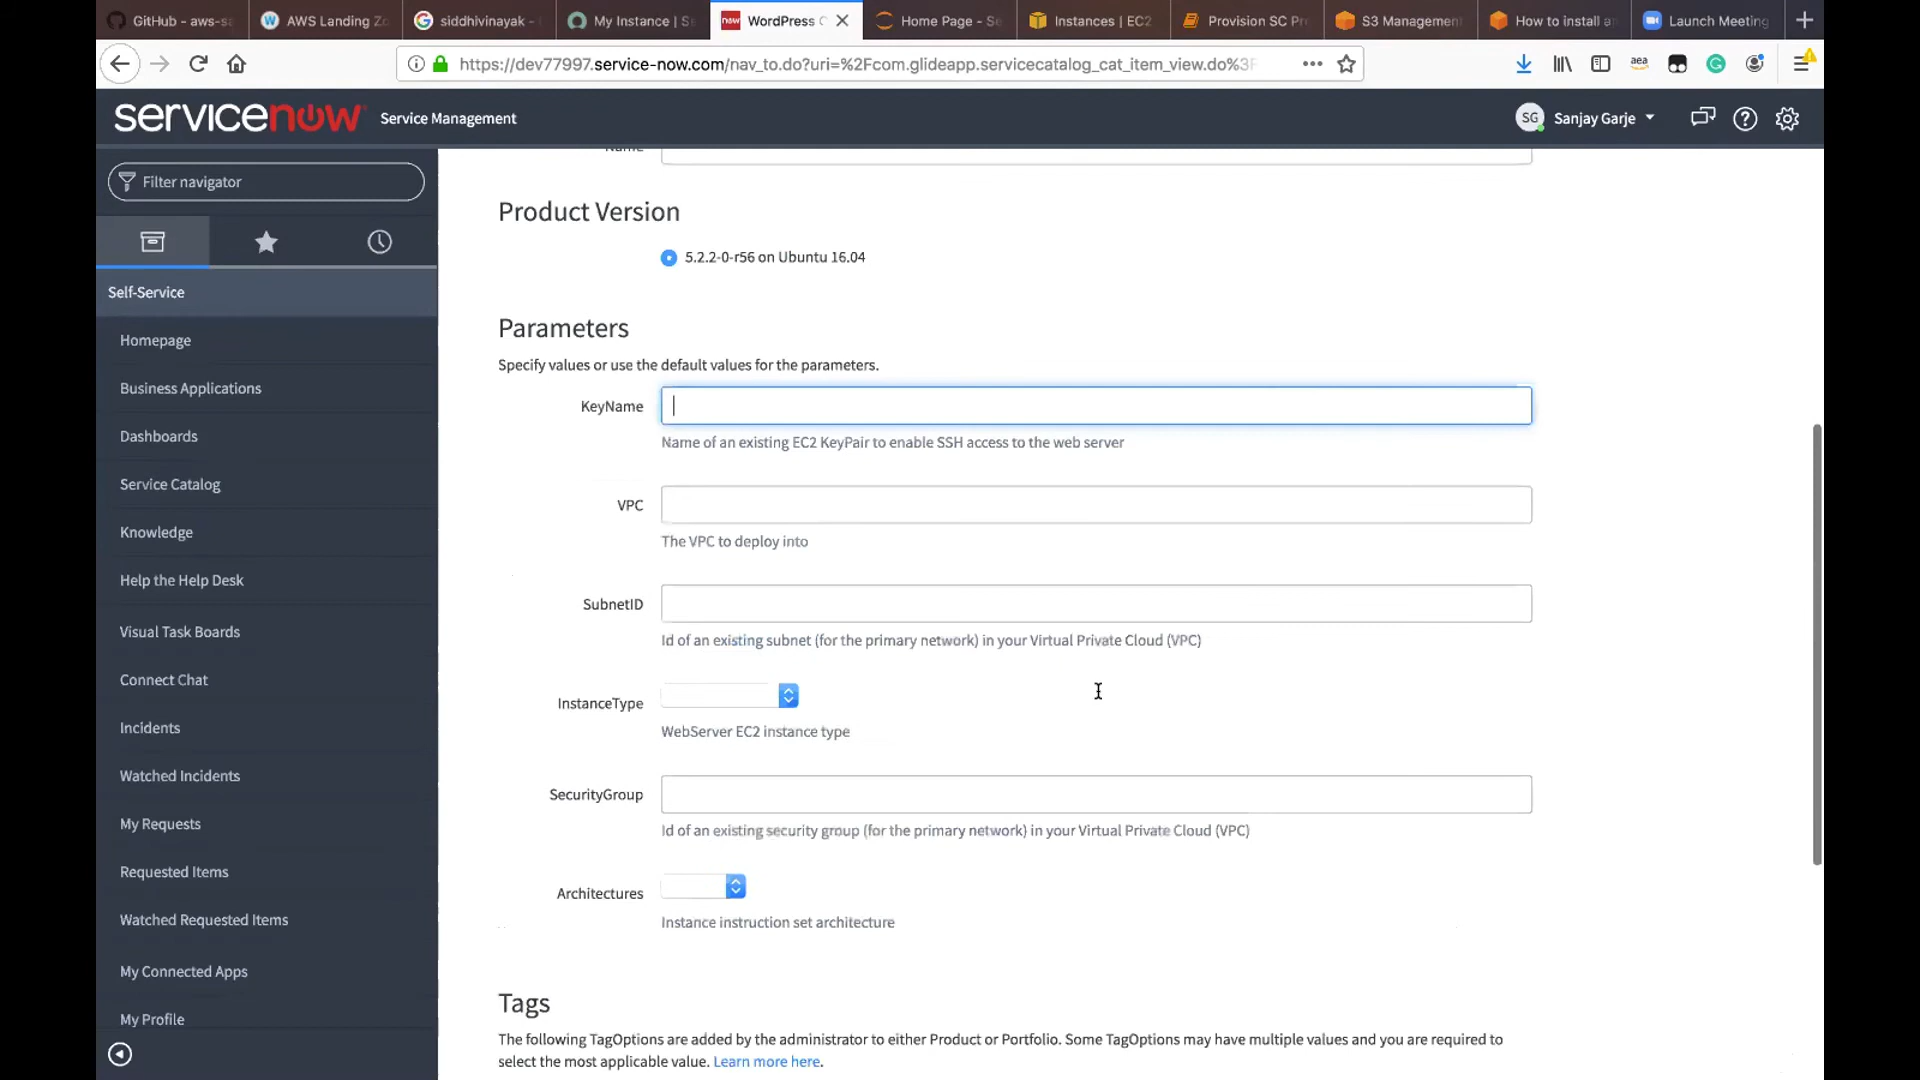 GitHub - aws-sa
AWS Landing Zo
siddhivinayak -
My Instance | Se
WordPress C
Home Page - Se
Instances | EC2
Provision SC Pr
S3 Management
How to install a
Launch Meeting
https://dev77997.service-now.com/nav_to.do?uri=%2Fcom.glideapp.servicecatalog_cat_item_view.do%3F
aea
servicenow
Service Management
SG
Sanjay Garje
Filter navigator
Self-Service
Homepage
Business Applications
Dashboards
Service Catalog
Knowledge
Help the Help Desk
Visual Task Boards
Connect Chat
Incidents
Watched Incidents
My Requests
Requested Items
Watched Requested Items
My Connected Apps
My Profile
Name
Product Version
5.2.2-0-r56 on Ubuntu 16.04
Parameters
Specify values or use the default values for the parameters.
KeyName
Name of an existing EC2 KeyPair to enable SSH access to the web server
VPC
The VPC to deploy into
SubnetID
Id of an existing subnet (for the primary network) in your Virtual Private Cloud (VPC)
InstanceType
WebServer EC2 instance type
SecurityGroup
Id of an existing security group (for the primary network) in your Virtual Private Cloud (VPC)
Architectures
Instance instruction set architecture
Tags
The following TagOptions are added by the administrator to either Product or Portfolio. Some TagOptions may have multiple values and you are required to
select the most applicable value. Learn more here.